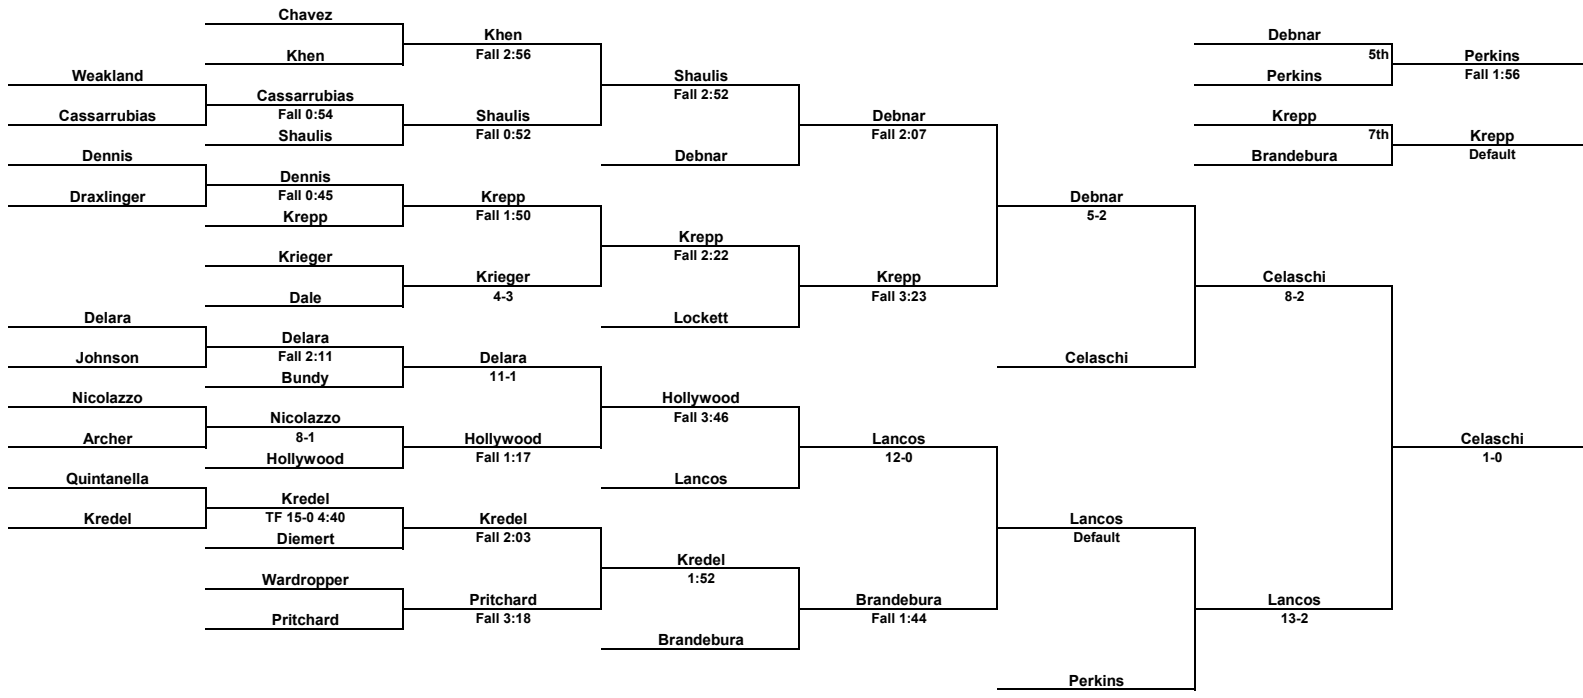 Chavez
Khen
Khen
Fall 2:56
Weakland
Cassarrubias
Cassarrubias
Fall 0:54
Shaulis
Shaulis
Fall 0:52
Shaulis
Fall 2:52
Debnar
Debnar
Fall 2:07
Dennis
Draxlinger
Dennis
Fall 0:45
Krepp
Krepp
Fall 1:50
Krieger
Dale
Krieger
4-3
Krepp
Fall 2:22
Lockett
Krepp
Fall 3:23
Debnar
5-2
Celaschi
Celaschi
8-2
Delara
Johnson
Delara
Fall 2:11
Bundy
Delara
11-1
Nicolazzo
Archer
Nicolazzo
8-1
Hollywood
Hollywood
Fall 1:17
Hollywood
Fall 3:46
Lancos
Lancos
12-0
Quintanella
Kredel
Kredel
TF 15-0 4:40
Diemert
Kredel
Fall 2:03
Wardropper
Pritchard
Pritchard
Fall 3:18
Kredel
1:52
Brandebura
Brandebura
Fall 1:44
Lancos
Default
Perkins
Lancos
13-2
Celaschi
1-0
Debnar
5th
Perkins
Perkins
Fall 1:56
Krepp
7th
Brandebura
Krepp
Default